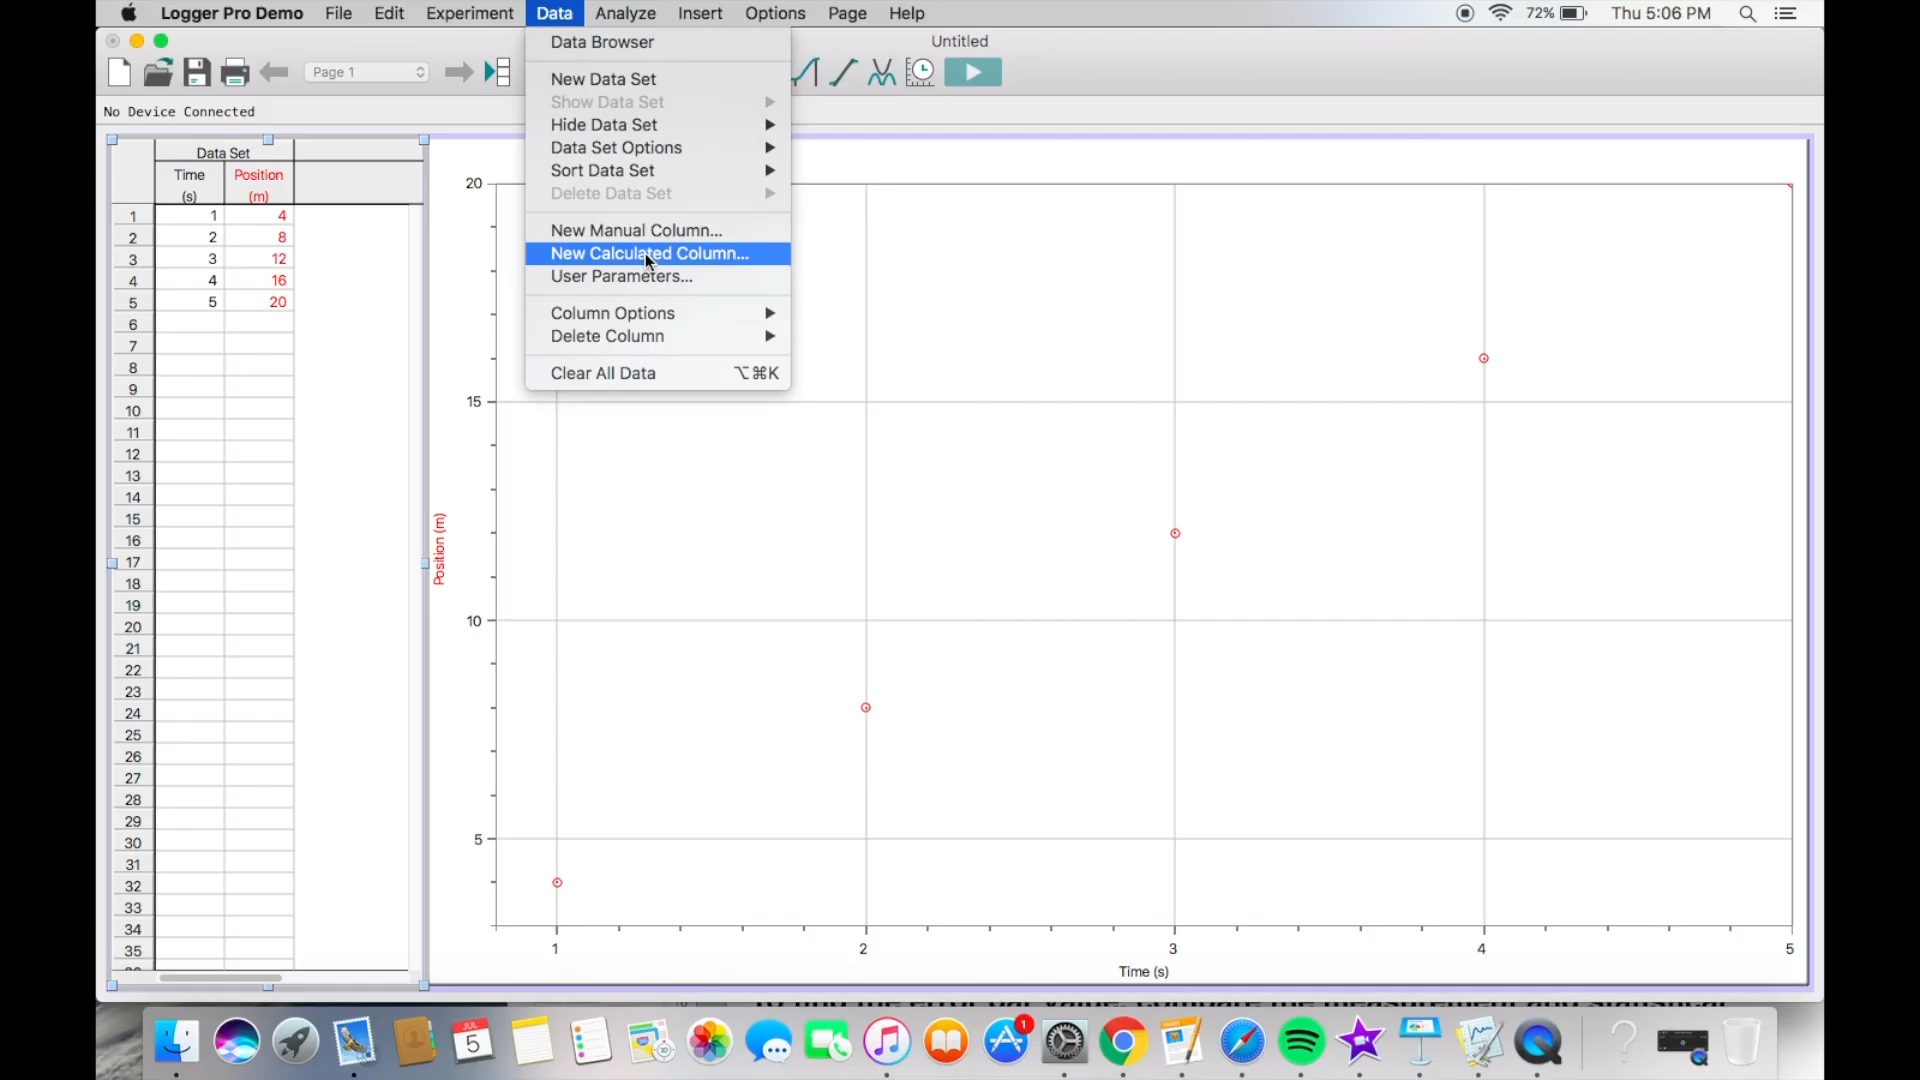 Logger Pro Demo File Edit Experiment Data Analyze Insert Options Page Help 72% Thu 5:06 PM
Untitled
Page 1
No Device Connected
Data Browser
New Data Set
Show Data Set
Hide Data Set
Data Set Options
Sort Data Set
Delete Data Set
New Manual Column...
New Calculated Column...
User Parameters...
Column Options
Delete Column
Clear All Data ⌥⌘K
Data Set
Time Position
(s) (m)
1 1 4
2 2 8
3 3 12
4 4 16
5 5 20
6
7
8
9
10
11
12
13
14
15
16
17
18
19
20
21
22
23
24
25
26
27
28
29
30
31
32
33
34
35
20
15
10
5
Position (m)
1 2 3 4 5
Time (s)
JUL
5
1